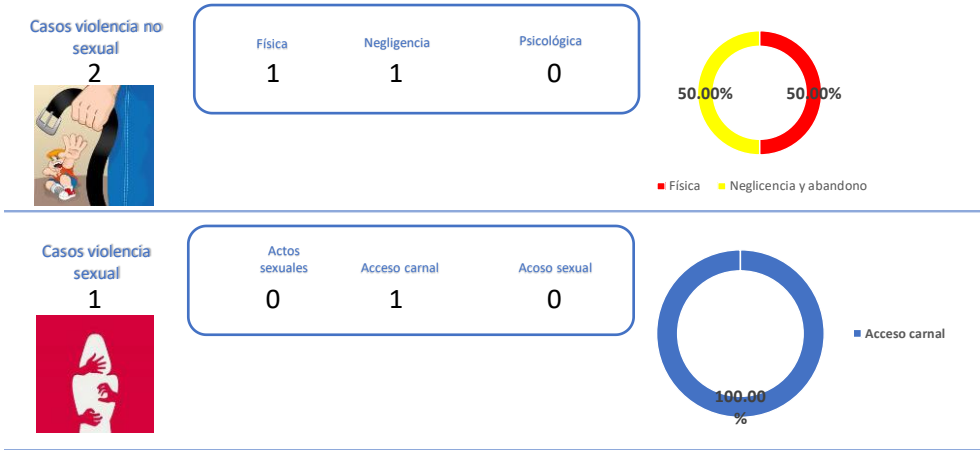 Casos violencia no
sexual
2
Física
Negligencia
Psicológica
1
1
0
50.00%
50.00%
Física
Neglicencia y abandono
Casos violencia
sexual
1
Actos
sexuales
Acceso carnal
Acoso sexual
0
1
0
100.00
%
Acceso carnal